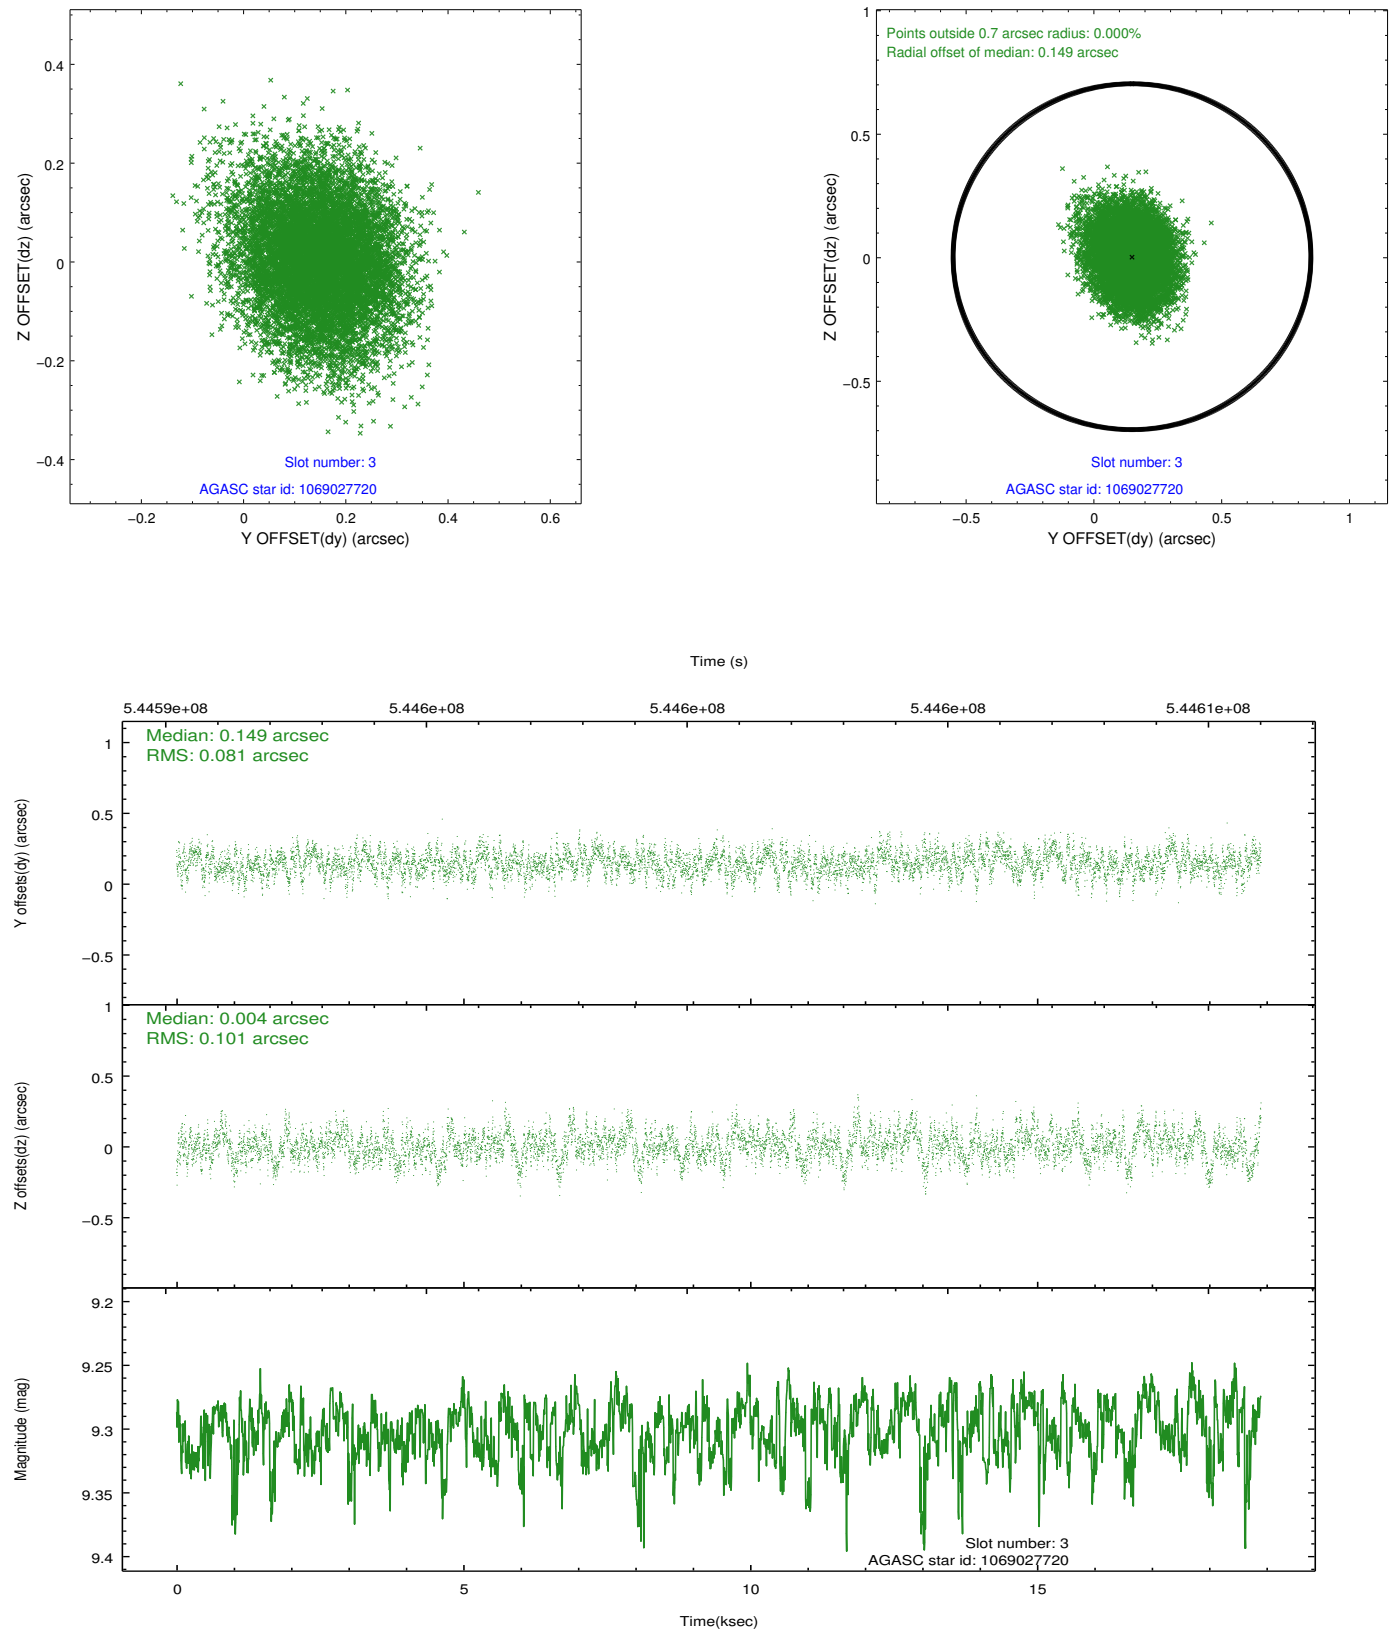 0.4
0.2
0
−0.2
−0.4
Z OFFSET(dz) (arcsec)
Slot number: 3
AGASC star id: 1069027720
−0.2 0 0.2 0.4 0.6
Y OFFSET(dy) (arcsec)
1
0.5
0
−0.5
Z OFFSET(dz) (arcsec)
Points outside 0.7 arcsec radius: 0.000%
Radial offset of median: 0.149 arcsec
Slot number: 3
AGASC star id: 1069027720
−0.5 0 0.5 1
Y OFFSET(dy) (arcsec)
Time (s)
5.4459e+08 5.446e+08 5.446e+08 5.446e+08 5.4461e+08
Median: 0.149 arcsec
RMS: 0.081 arcsec
1
0.5
0
−0.5
Y offsets(dy) (arcsec)
Median: 0.004 arcsec
RMS: 0.101 arcsec
1
0.5
0
−0.5
Z offsets(dz) (arcsec)
9.2
9.25
9.3
9.35
9.4
Magnitude (mag)
Slot number: 3
AGASC star id: 1069027720
0 5 10 15
Time(ksec)